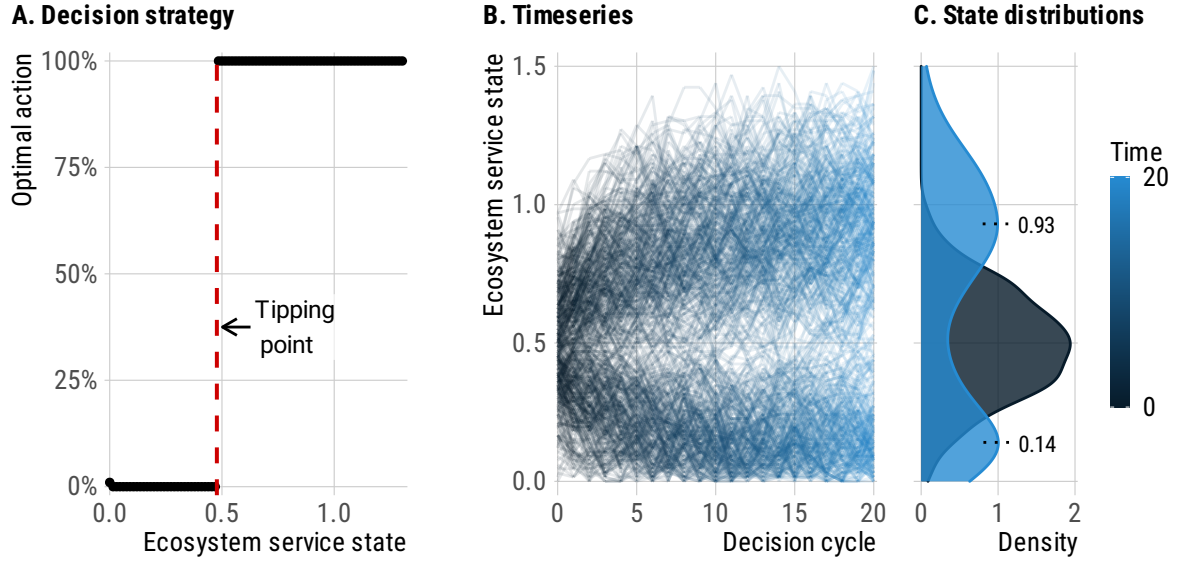 A. Decision strategy
Optimal action
100%
75%
50%
25%
0%
Tipping
point
0.0
0.5
1.0
Ecosystem service state
B. Timeseries
Ecosystem service state
1.5
1.0
0.5
0.0
0
5
10
15
20
Decision cycle
C. State distributions
0.93
0.14
0
1
2
Density
Time
20
0